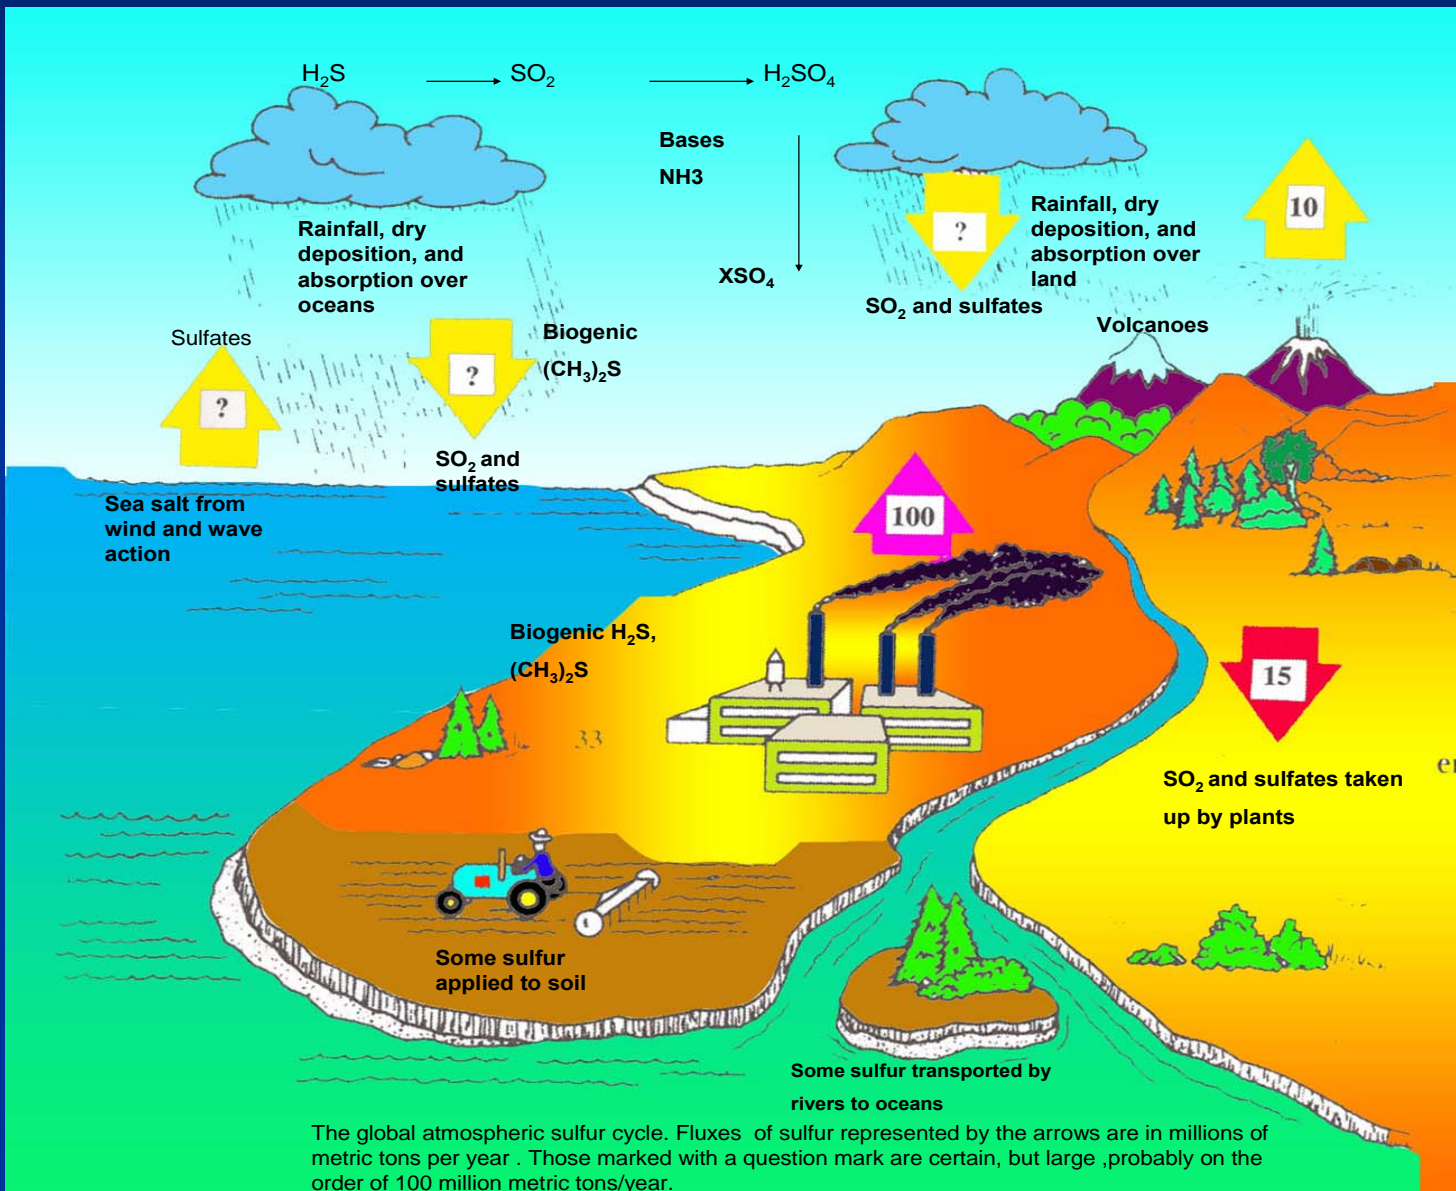 H₂S → SO₂ → H₂SO₄
Bases
NH3
XSO₄
Rainfall, dry
deposition, and
absorption over
oceans
?
Rainfall, dry
deposition, and
absorption over
land
10
SO₂ and sulfates
Volcanoes
Sulfates
?
?
Biogenic
(CH₃)₂S
SO₂ and
sulfates
Sea salt from
wind and wave
action
100
Biogenic H₂S,
(CH₃)₂S
33
15
SO₂ and sulfates taken
up by plants
Some sulfur
applied to soil
Some sulfur transported by
rivers to oceans
The global atmospheric sulfur cycle. Fluxes of sulfur represented by the arrows are in millions of
metric tons per year . Those marked with a question mark are certain, but large ,probably on the
order of 100 million metric tons/year.